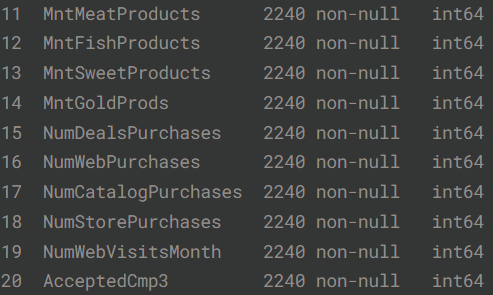 11 MntMeatProducts 2240 non-null int64
12 MntFishProducts 2240 non-null int64
13 MntSweetProducts 2240 non-null int64
14 MntGoldProds 2240 non-null int64
15 NumDealsPurchases 2240 non-null int64
16 NumWebPurchases 2240 non-null int64
17 NumCatalogPurchases 2240 non-null int64
18 NumStorePurchases 2240 non-null int64
19 NumWebVisitsMonth 2240 non-null int64
20 AcceptedCmp3 2240 non-null int64